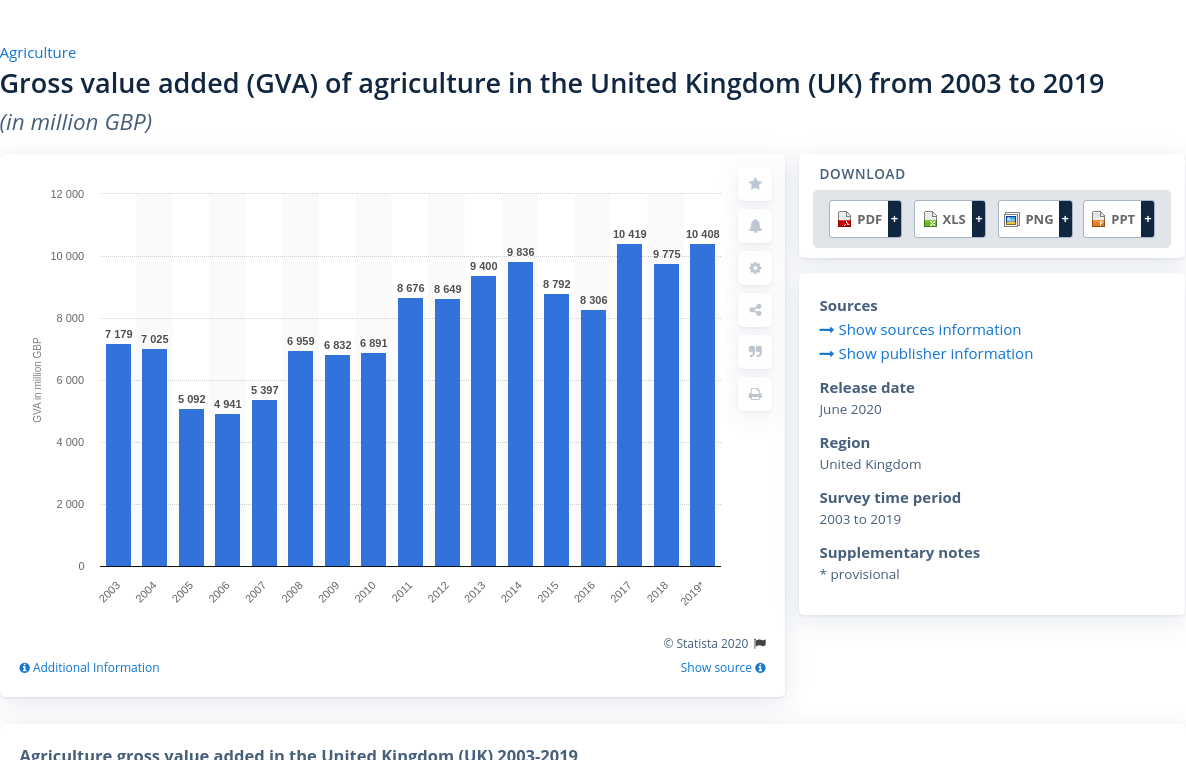 Agriculture
Gross value added (GVA) of agriculture in the United Kingdom (UK) from 2003 to 2019
(in million GBP)
12 000
10 000
8 000
6 000
4 000
2 000
0
GVA in million GBP
7 179
7 025
5 092
4 941
5 397
6 959
6 832
6 891
8 676
8 649
9 400
9 836
8 792
8 306
10 419
9 775
10 408
2003
2004
2005
2006
2007
2008
2009
2010
2011
2012
2013
2014
2015
2016
2017
2018
2019*
© Statista 2020
Additional Information
Show source
DOWNLOAD
PDF +
XLS +
PNG +
PPT +
Sources
Show sources information
Show publisher information
Release date
June 2020
Region
United Kingdom
Survey time period
2003 to 2019
Supplementary notes
* provisional
Agriculture gross value added in the United Kingdom (UK) 2003-2019